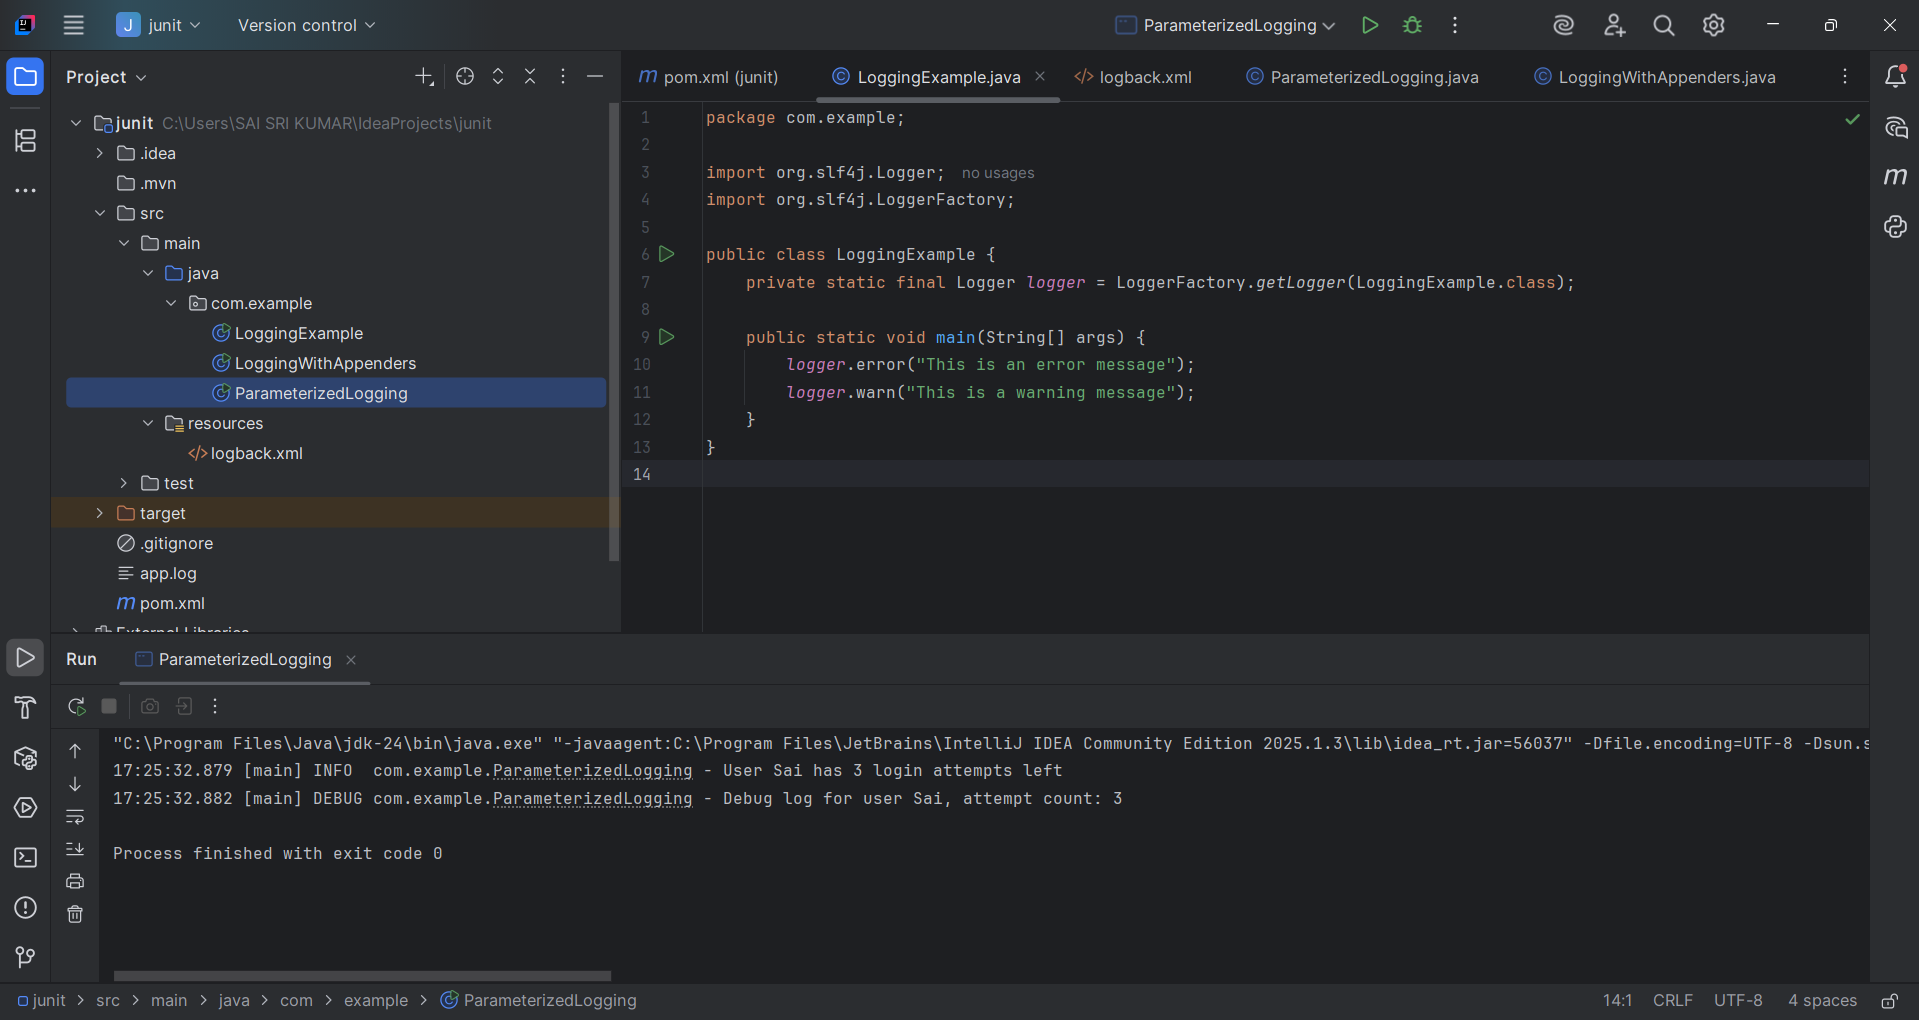 J junit
Version control
ParameterizedLogging
Project
pom.xml (junit)
LoggingExample.java
logback.xml
ParameterizedLogging.java
LoggingWithAppenders.java
junit C:\Users\SAI SRI KUMAR\IdeaProjects\junit
.idea
.mvn
src
main
java
com.example
LoggingExample
LoggingWithAppenders
ParameterizedLogging
resources
logback.xml
test
target
.gitignore
app.log
pom.xml
External Libraries
1 package com.example;
2
3 import org.slf4j.Logger; no usages
4 import org.slf4j.LoggerFactory;
5
6 public class LoggingExample {
7 private static final Logger logger = LoggerFactory.getLogger(LoggingExample.class);
8
9 public static void main(String[] args) {
10 logger.error("This is an error message");
11 logger.warn("This is a warning message");
12 }
13 }
14
Run
ParameterizedLogging
"C:\Program Files\Java\jdk-24\bin\java.exe" "-javaagent:C:\Program Files\JetBrains\IntelliJ IDEA Community Edition 2025.1.3\lib\idea_rt.jar=56037" -Dfile.encoding=UTF-8 -Dsun.s
17:25:32.879 [main] INFO  com.example.ParameterizedLogging - User Sai has 3 login attempts left
17:25:32.882 [main] DEBUG com.example.ParameterizedLogging - Debug log for user Sai, attempt count: 3
Process finished with exit code 0
junit > src > main > java > com > example > ParameterizedLogging
14:1 CRLF UTF-8 4 spaces